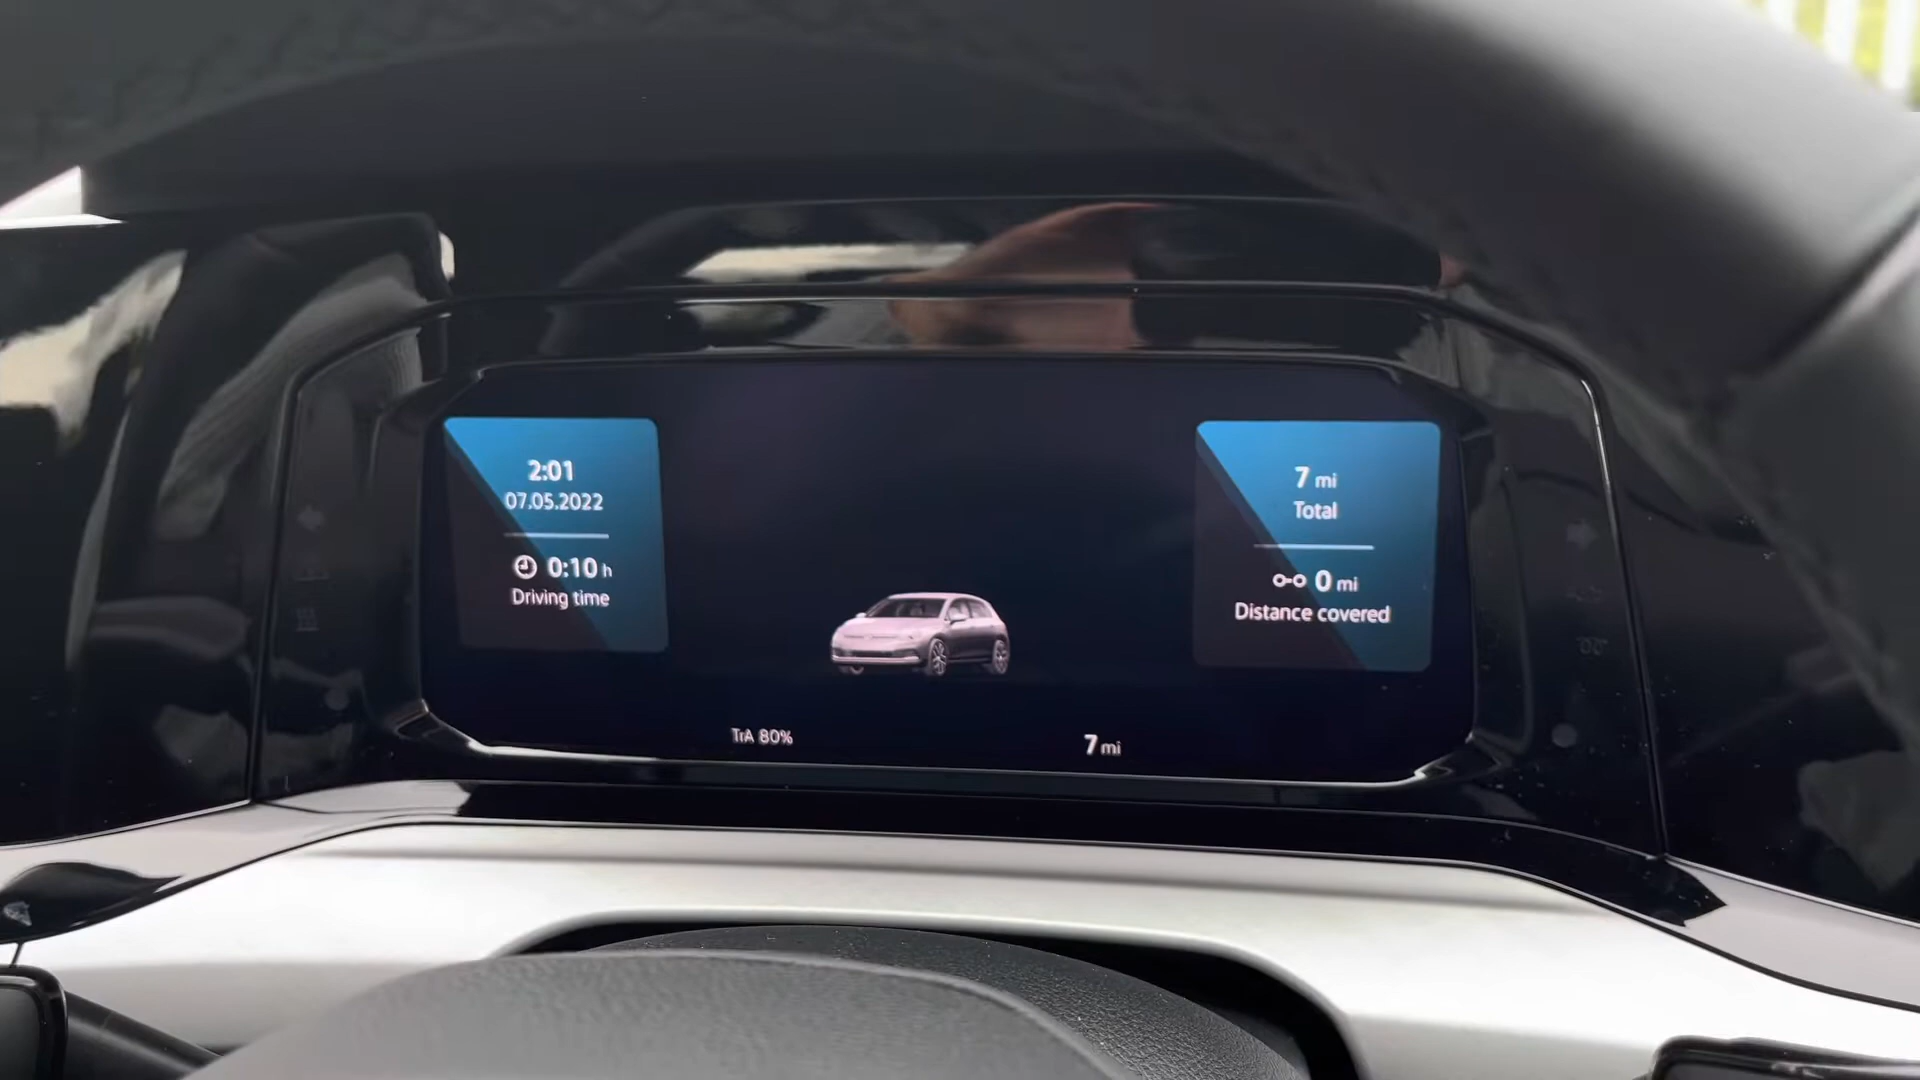 2:01
07.05.2022
0:10 h
Driving time
7 mi
Total
0 mi
Distance covered
TrA 80%
7 mi